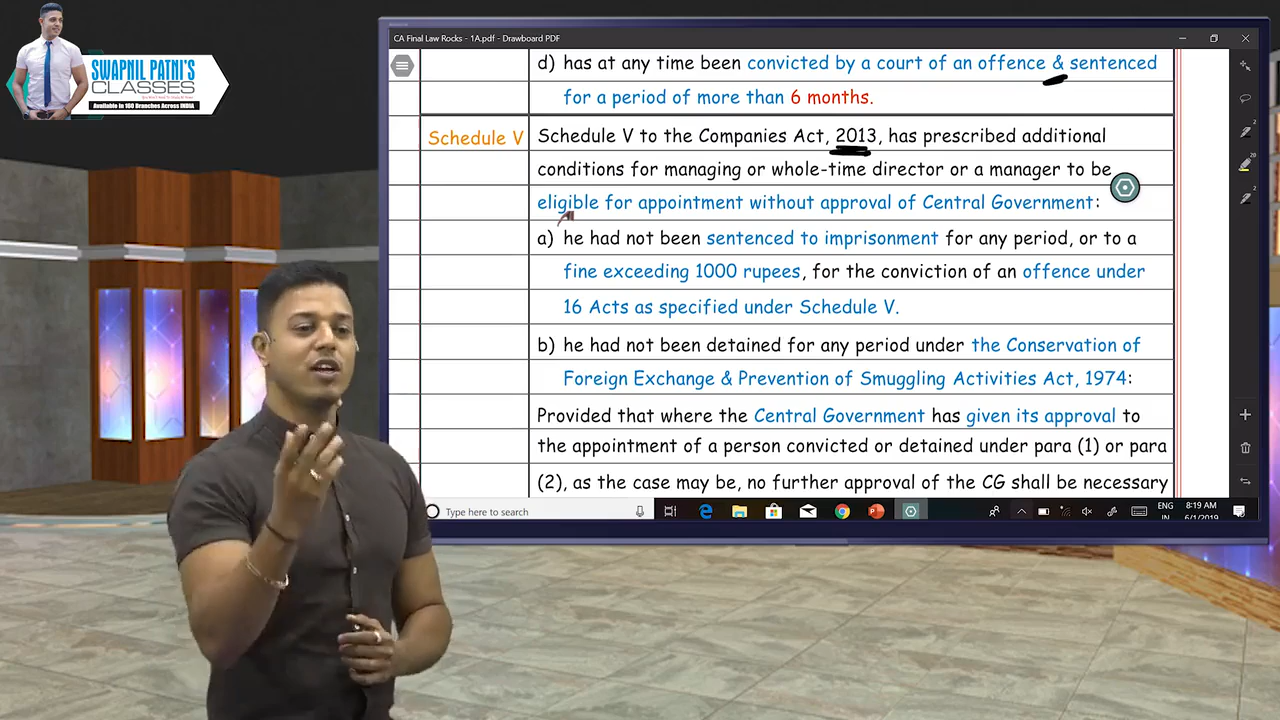 SWAPNIL PATNI'S
CLASSES
Available in 160 Branches Across INDIA
CA Final Law Rocks - 1A.pdf - Drawboard PDF
d) has at any time been convicted by a court of an offence & sentenced
for a period of more than 6 months.
Schedule V
Schedule V to the Companies Act, 2013, has prescribed additional
conditions for managing or whole-time director or a manager to be
eligible for appointment without approval of Central Government:
a) he had not been sentenced to imprisonment for any period, or to a
fine exceeding 1000 rupees, for the conviction of an offence under
16 Acts as specified under Schedule V.
b) he had not been detained for any period under the Conservation of
Foreign Exchange & Prevention of Smuggling Activities Act, 1974:
Provided that where the Central Government has given its approval to
the appointment of a person convicted or detained under para (1) or para
(2), as the case may be, no further approval of the CG shall be necessary
Type here to search
ENG
IN
8:19 AM
6/1/2019